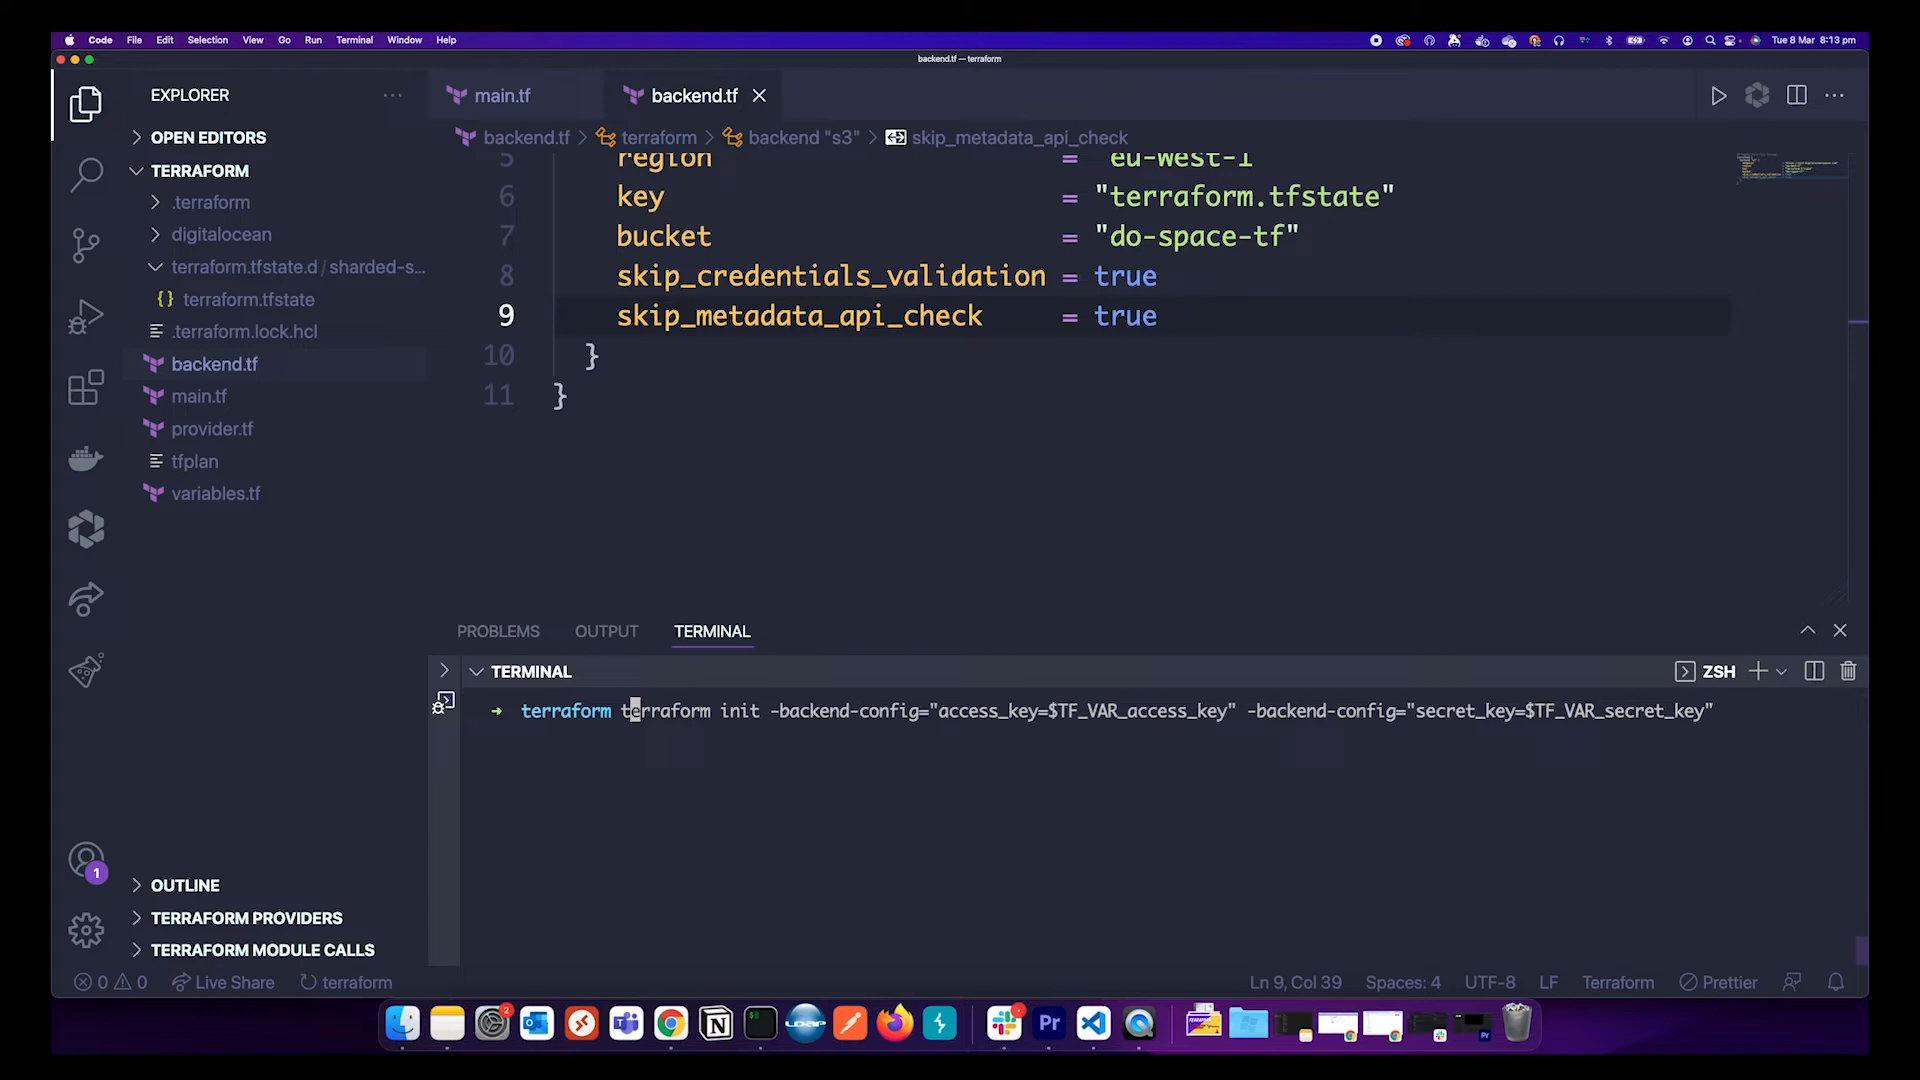 Code File Edit Selection View Go Run Terminal Window Help
Tue 8 Mar 8:13 pm
backend.tf — terraform
EXPLORER
main.tf
backend.tf
OPEN EDITORS
backend.tf > terraform > backend "s3" > skip_metadata_api_check
TERRAFORM
.terraform
digitalocean
terraform.tfstate.d / sharded-s...
terraform.tfstate
.terraform.lock.hcl
backend.tf
main.tf
provider.tf
tfplan
variables.tf
5 region = "eu-west-1"
6 key = "terraform.tfstate"
7 bucket = "do-space-tf"
8 skip_credentials_validation = true
9 skip_metadata_api_check = true
10 }
11 }
PROBLEMS OUTPUT TERMINAL
TERMINAL
ZSH
➜ terraform terraform init -backend-config="access_key=$TF_VAR_access_key" -backend-config="secret_key=$TF_VAR_secret_key"
1
OUTLINE
TERRAFORM PROVIDERS
TERRAFORM MODULE CALLS
0 0 Live Share terraform
Ln 9, Col 39 Spaces: 4 UTF-8 LF Terraform Prettier
2
LDAP
Pr